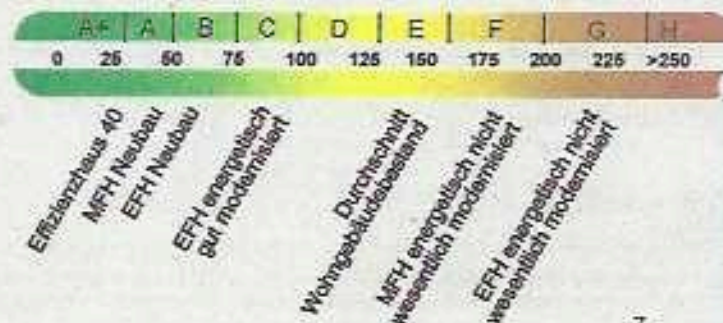 A+ A B C D E F G H
0 25 50 75 100 125 150 175 200 225 >250
Effizienzhaus 40
MFH Neubau
EFH Neubau
EFH energetisch
gut modernisiert
Durchschnitt
Wohngebäudebestand
MFH energetisch nicht
wesentlich modernisiert
EFH energetisch nicht
wesentlich modernisiert
7